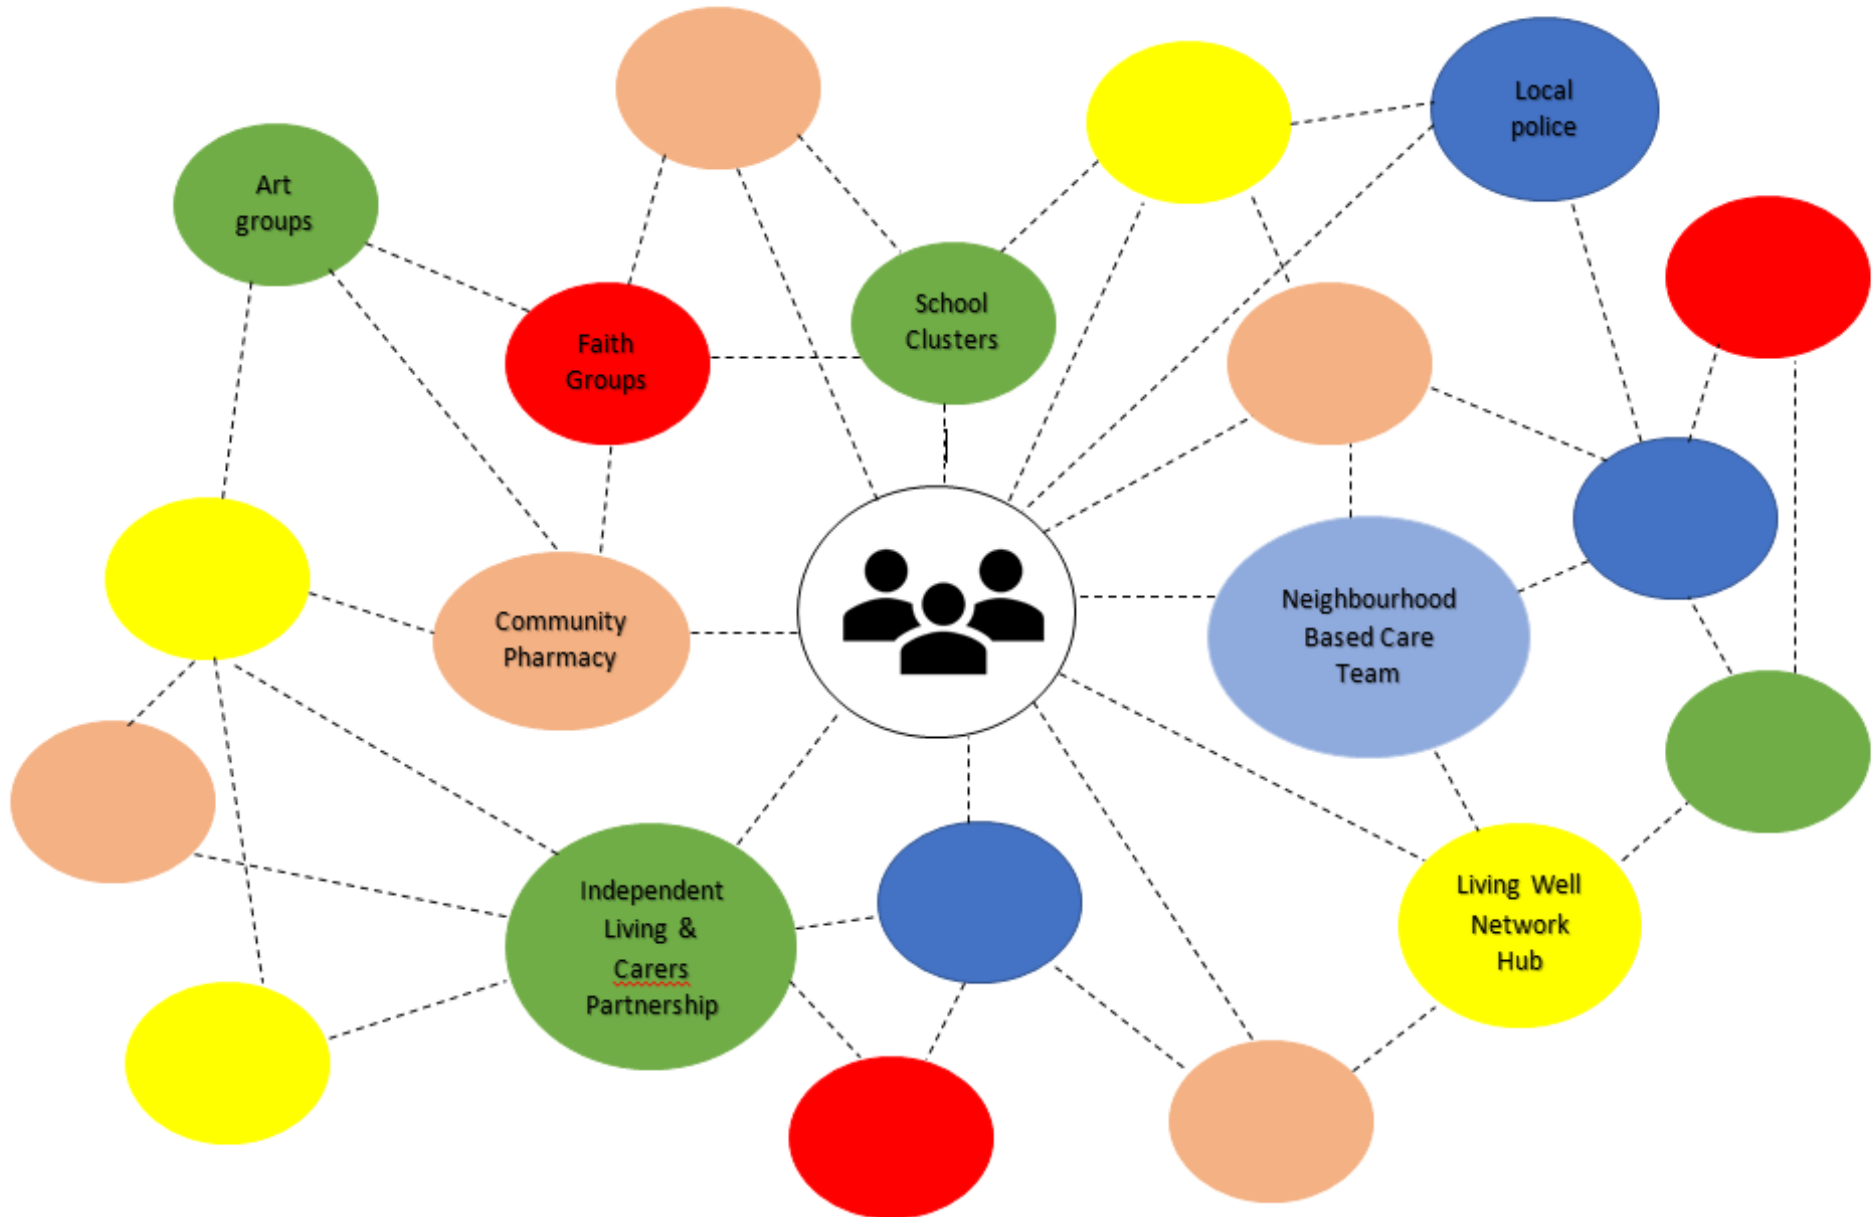 Local
police
Art
groups
School
Clusters
Faith
Groups
Neighbourhood
Based Care
Team
Community
Pharmacy
Independent
Living &
Carers
Partnership
Living Well
Network
Hub